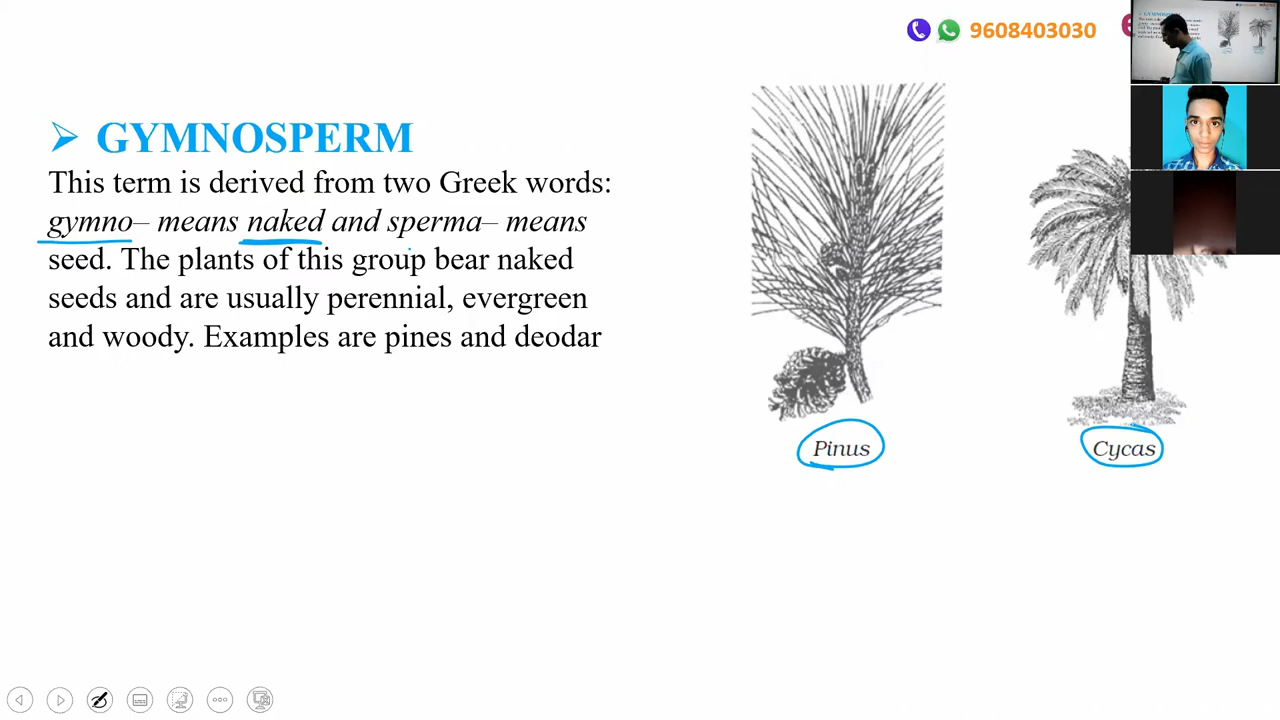 9608403030
GYMNOSPERM
This term is derived from two Greek words:
gymno– means naked and sperma– means
seed. The plants of this group bear naked
seeds and are usually perennial, evergreen
and woody. Examples are pines and deodar
Pinus
Cycas